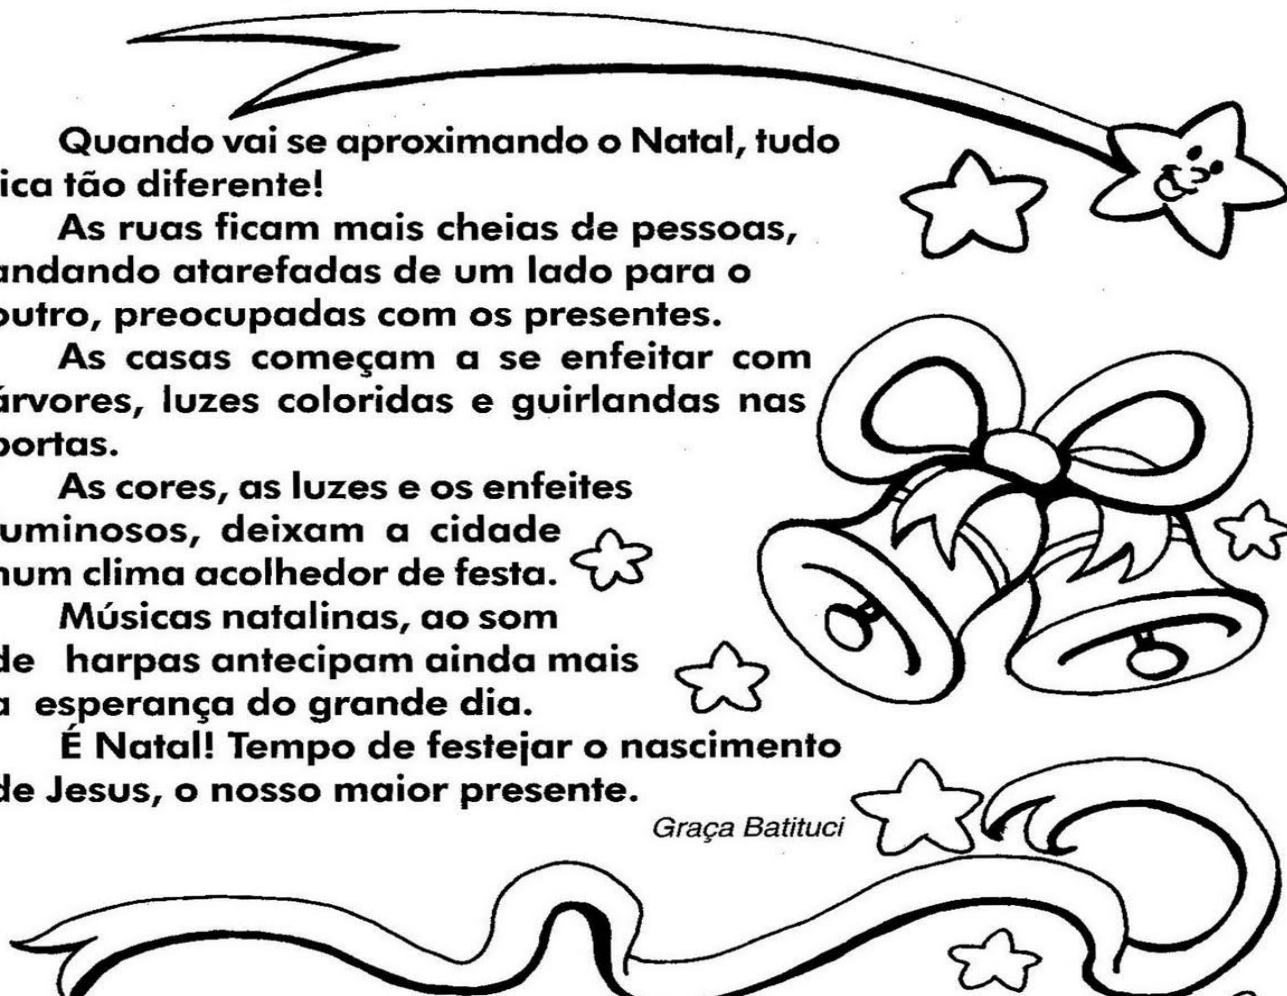 Quando vai se aproximando o Natal, tudo
ica tão diferente!
As ruas ficam mais cheias de pessoas,
andando atarefadas de um lado para o
outro, preocupadas com os presentes.
As casas começam a se enfeitar com
árvores, luzes coloridas e guirlandas nas
portas.
As cores, as luzes e os enfeites
uminosos, deixam a cidade
num clima acolhedor de festa.
Músicas natalinas, ao som
de harpas antecipam ainda mais
a esperança do grande dia.
É Natal! Tempo de festejar o nascimento
de Jesus, o nosso maior presente.
Graça Batituci